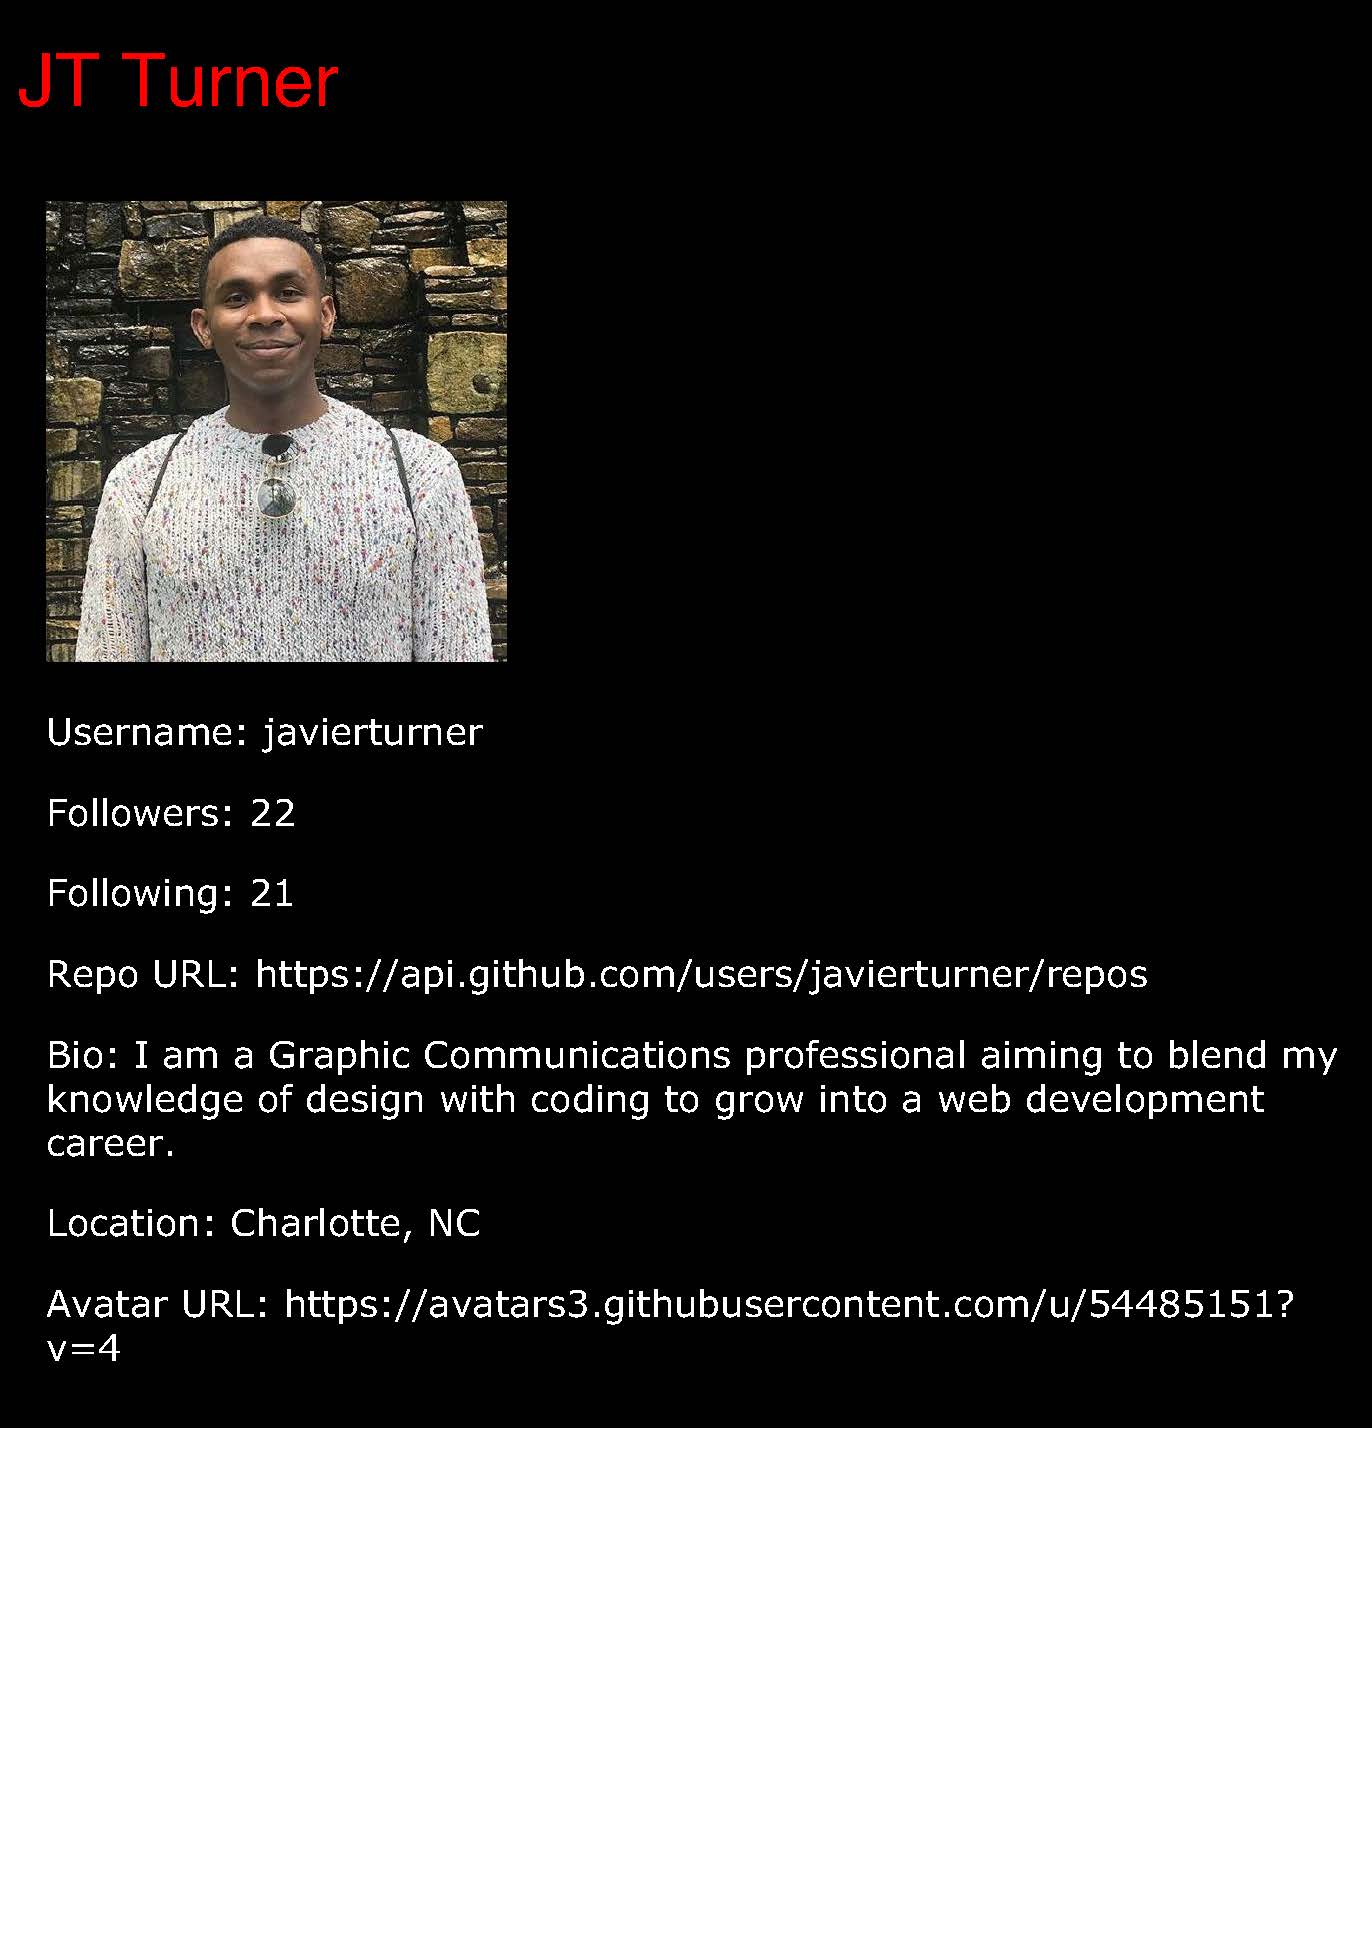 JT Turner
Username: javierturner
Followers: 22
Following: 21
Repo URL: https://api.github.com/users/javierturner/repos
Bio: I am a Graphic Communications professional aiming to blend my
knowledge of design with coding to grow into a web development
career.
Location: Charlotte, NC
Avatar URL: https://avatars3.githubusercontent.com/u/54485151?
v=4